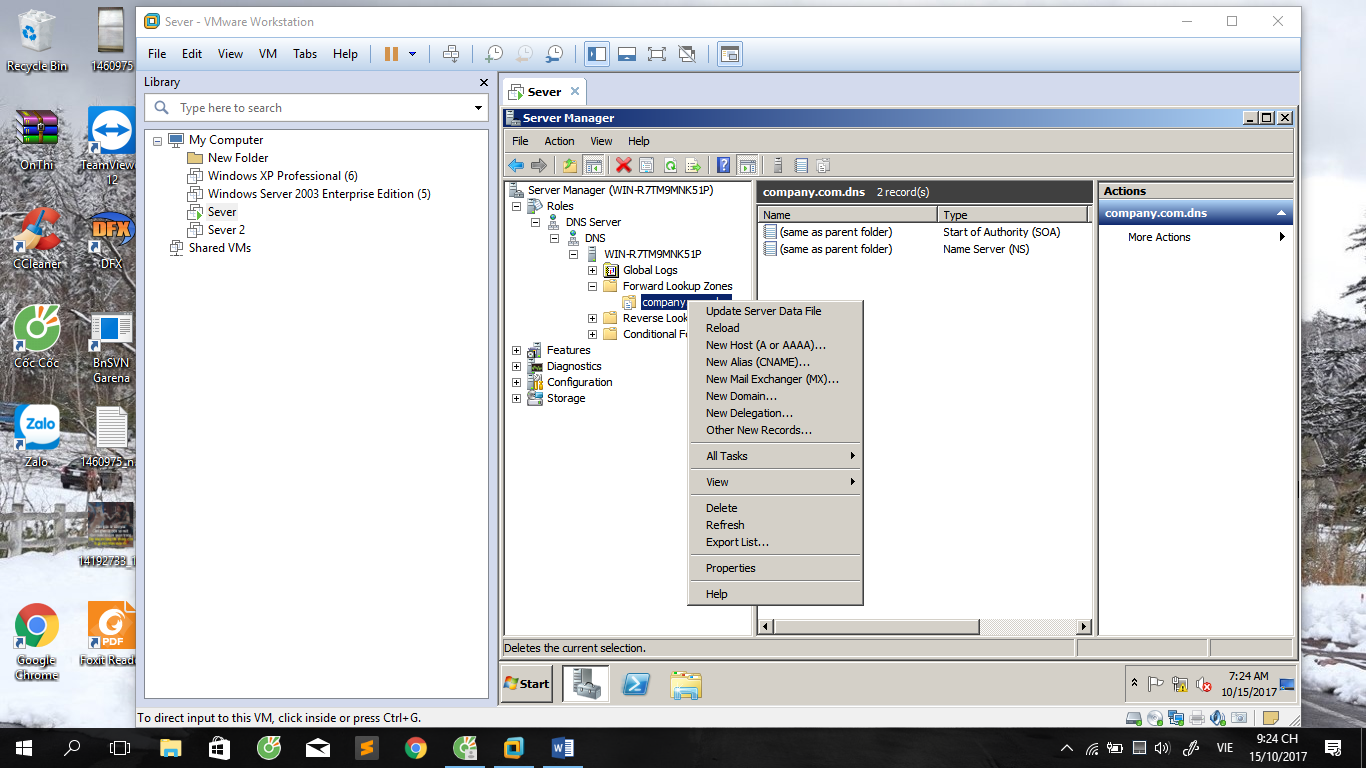 Recycle Bin
1460975
OnThi
TeamView
12
CCleaner
DFX
Cốc Cốc
BnSVN
Garena
Zalo
1460975_n
14192733_1
Google
Chrome
Foxit Read
PDF
Sever - VMware Workstation
File Edit View VM Tabs Help
Library
Type here to search
My Computer
New Folder
Windows XP Professional (6)
Windows Server 2003 Enterprise Edition (5)
Sever
Sever 2
Shared VMs
Sever
Server Manager
File Action View Help
Server Manager (WIN-R7TM9MNK51P)
Roles
DNS Server
DNS
WIN-R7TM9MNK51P
Global Logs
Forward Lookup Zones
company
Reverse Look
Conditional F
Features
Diagnostics
Configuration
Storage
company.com.dns 2 record(s)
Name Type
(same as parent folder) Start of Authority (SOA)
(same as parent folder) Name Server (NS)
Actions
company.com.dns
More Actions
Update Server Data File
Reload
New Host (A or AAAA)...
New Alias (CNAME)...
New Mail Exchanger (MX)...
New Domain...
New Delegation...
Other New Records...
All Tasks
View
Delete
Refresh
Export List...
Properties
Help
Deletes the current selection.
Start
7:24 AM
10/15/2017
To direct input to this VM, click inside or press Ctrl+G.
VIE
9:24 CH
15/10/2017